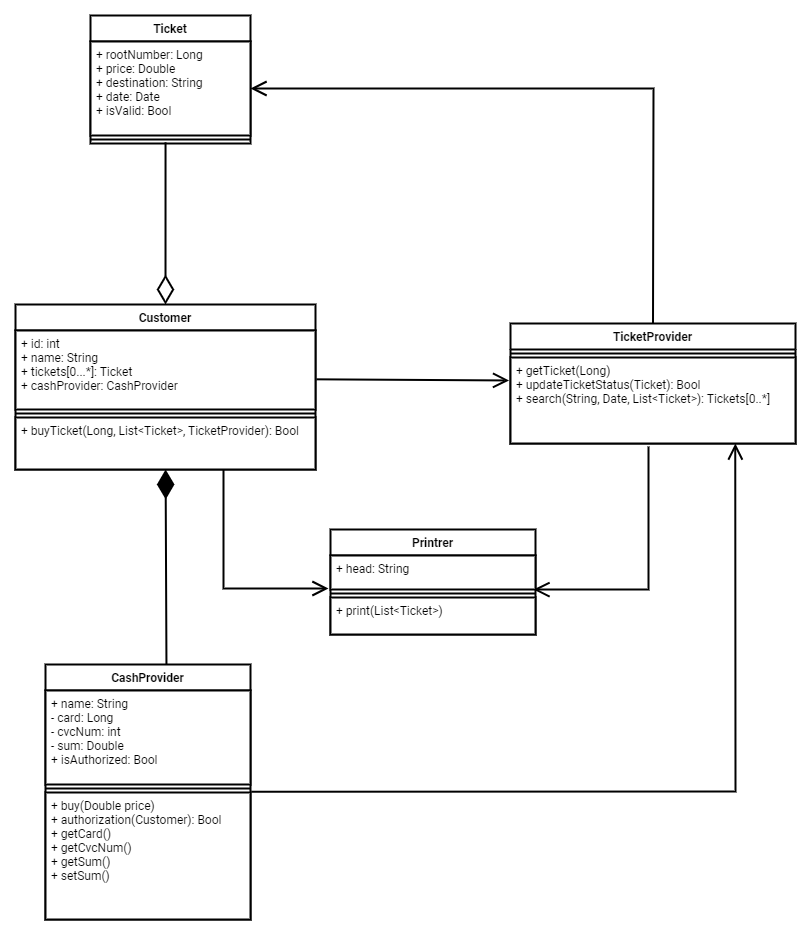 Ticket
+ rootNumber: Long
+ price: Double
+ destination: String
+ date: Date
+ isValid: Bool
Customer
+ id: int
+ name: String
+ tickets[0...*]: Ticket
+ cashProvider: CashProvider
+ buyTicket(Long, List<Ticket>, TicketProvider): Bool
TicketProvider
+ getTicket(Long)
+ updateTicketStatus(Ticket): Bool
+ search(String, Date, List<Ticket>): Tickets[0..*]
Printrer
+ head: String
+ print(List<Ticket>)
CashProvider
+ name: String
- card: Long
- cvcNum: int
- sum: Double
+ isAuthorized: Bool
+ buy(Double price)
+ authorization(Customer): Bool
+ getCard()
+ getCvcNum()
+ getSum()
+ setSum()